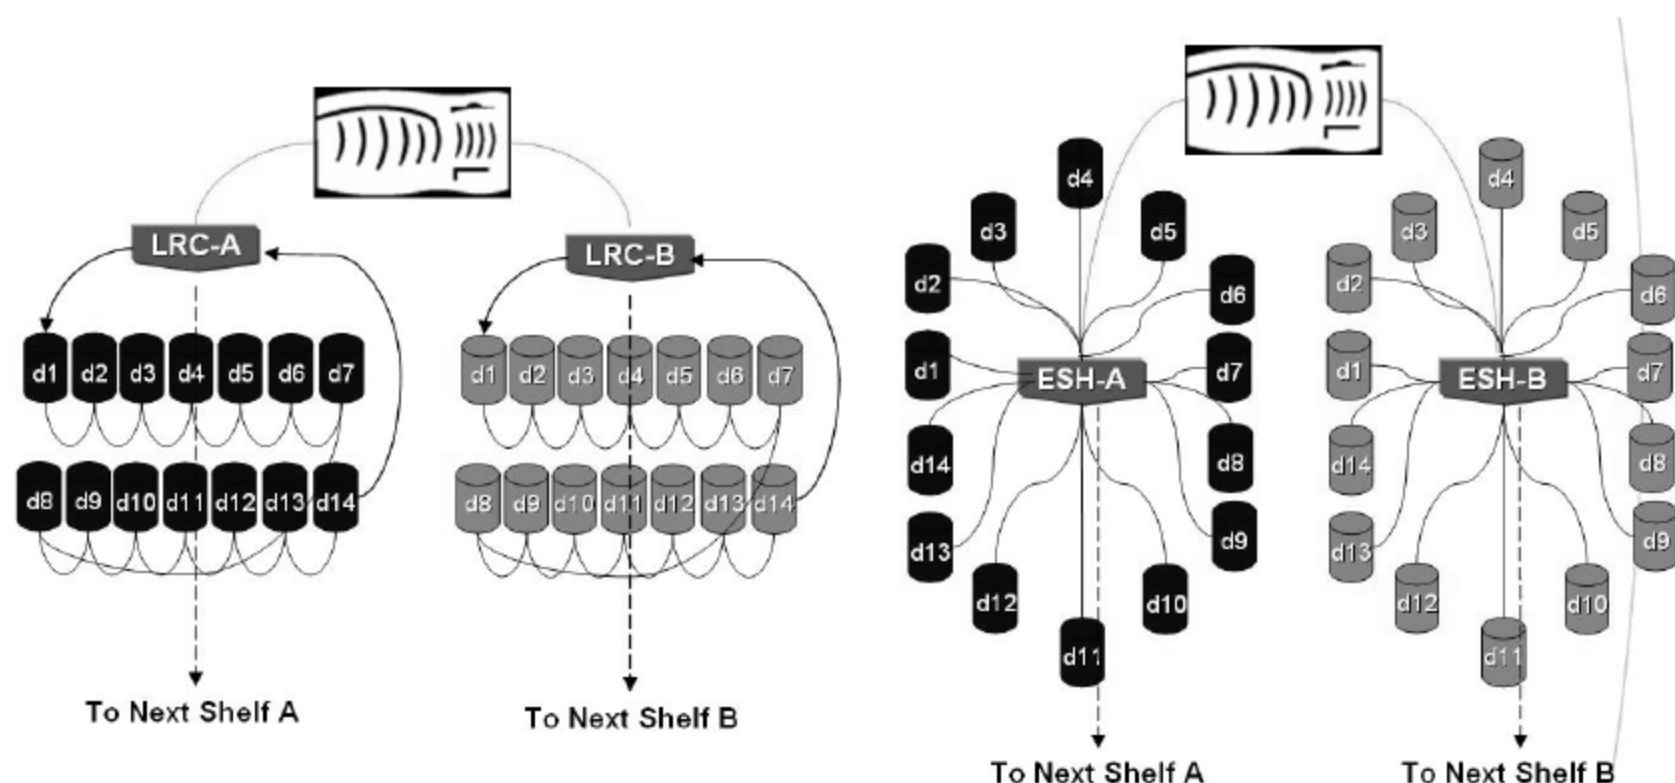 LRC-A
d1 d2 d3 d4 d5 d6 d7
d8 d9 d10 d11 d12 d13 d14
To Next Shelf A
LRC-B
d1 d2 d3 d4 d5 d6 d7
d8 d9 d10 d11 d12 d13 d14
To Next Shelf B
d4
d3
d5
d2
d6
d1
ESH-A
d7
d14
d8
d13
d9
d12
d10
d11
To Next Shelf A
d4
d3
d5
d2
d6
d1
ESH-B
d7
d14
d8
d13
d9
d12
d10
d11
To Next Shelf B